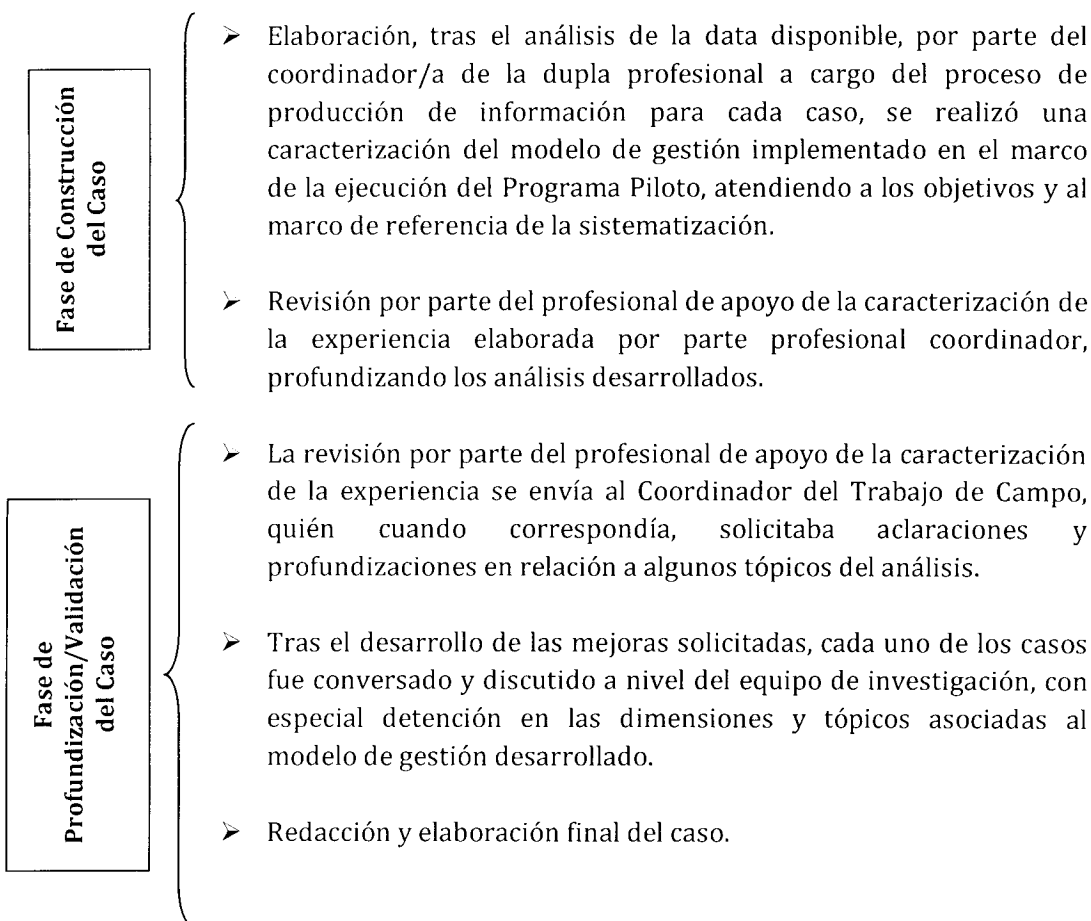 Fase de Construcción
del Caso
➤ Elaboración, tras el análisis de la data disponible, por parte del
coordinador/a de la dupla profesional a cargo del proceso de
producción de información para cada caso, se realizó una
caracterización del modelo de gestión implementado en el marco
de la ejecución del Programa Piloto, atendiendo a los objetivos y al
marco de referencia de la sistematización.
➤ Revisión por parte del profesional de apoyo de la caracterización de
la experiencia elaborada por parte profesional coordinador,
profundizando los análisis desarrollados.
Fase de
Profundización/Validación
del Caso
➤ La revisión por parte del profesional de apoyo de la caracterización
de la experiencia se envía al Coordinador del Trabajo de Campo,
quién cuando correspondía, solicitaba aclaraciones y
profundizaciones en relación a algunos tópicos del análisis.
➤ Tras el desarrollo de las mejoras solicitadas, cada uno de los casos
fue conversado y discutido a nivel del equipo de investigación, con
especial detención en las dimensiones y tópicos asociadas al
modelo de gestión desarrollado.
➤ Redacción y elaboración final del caso.